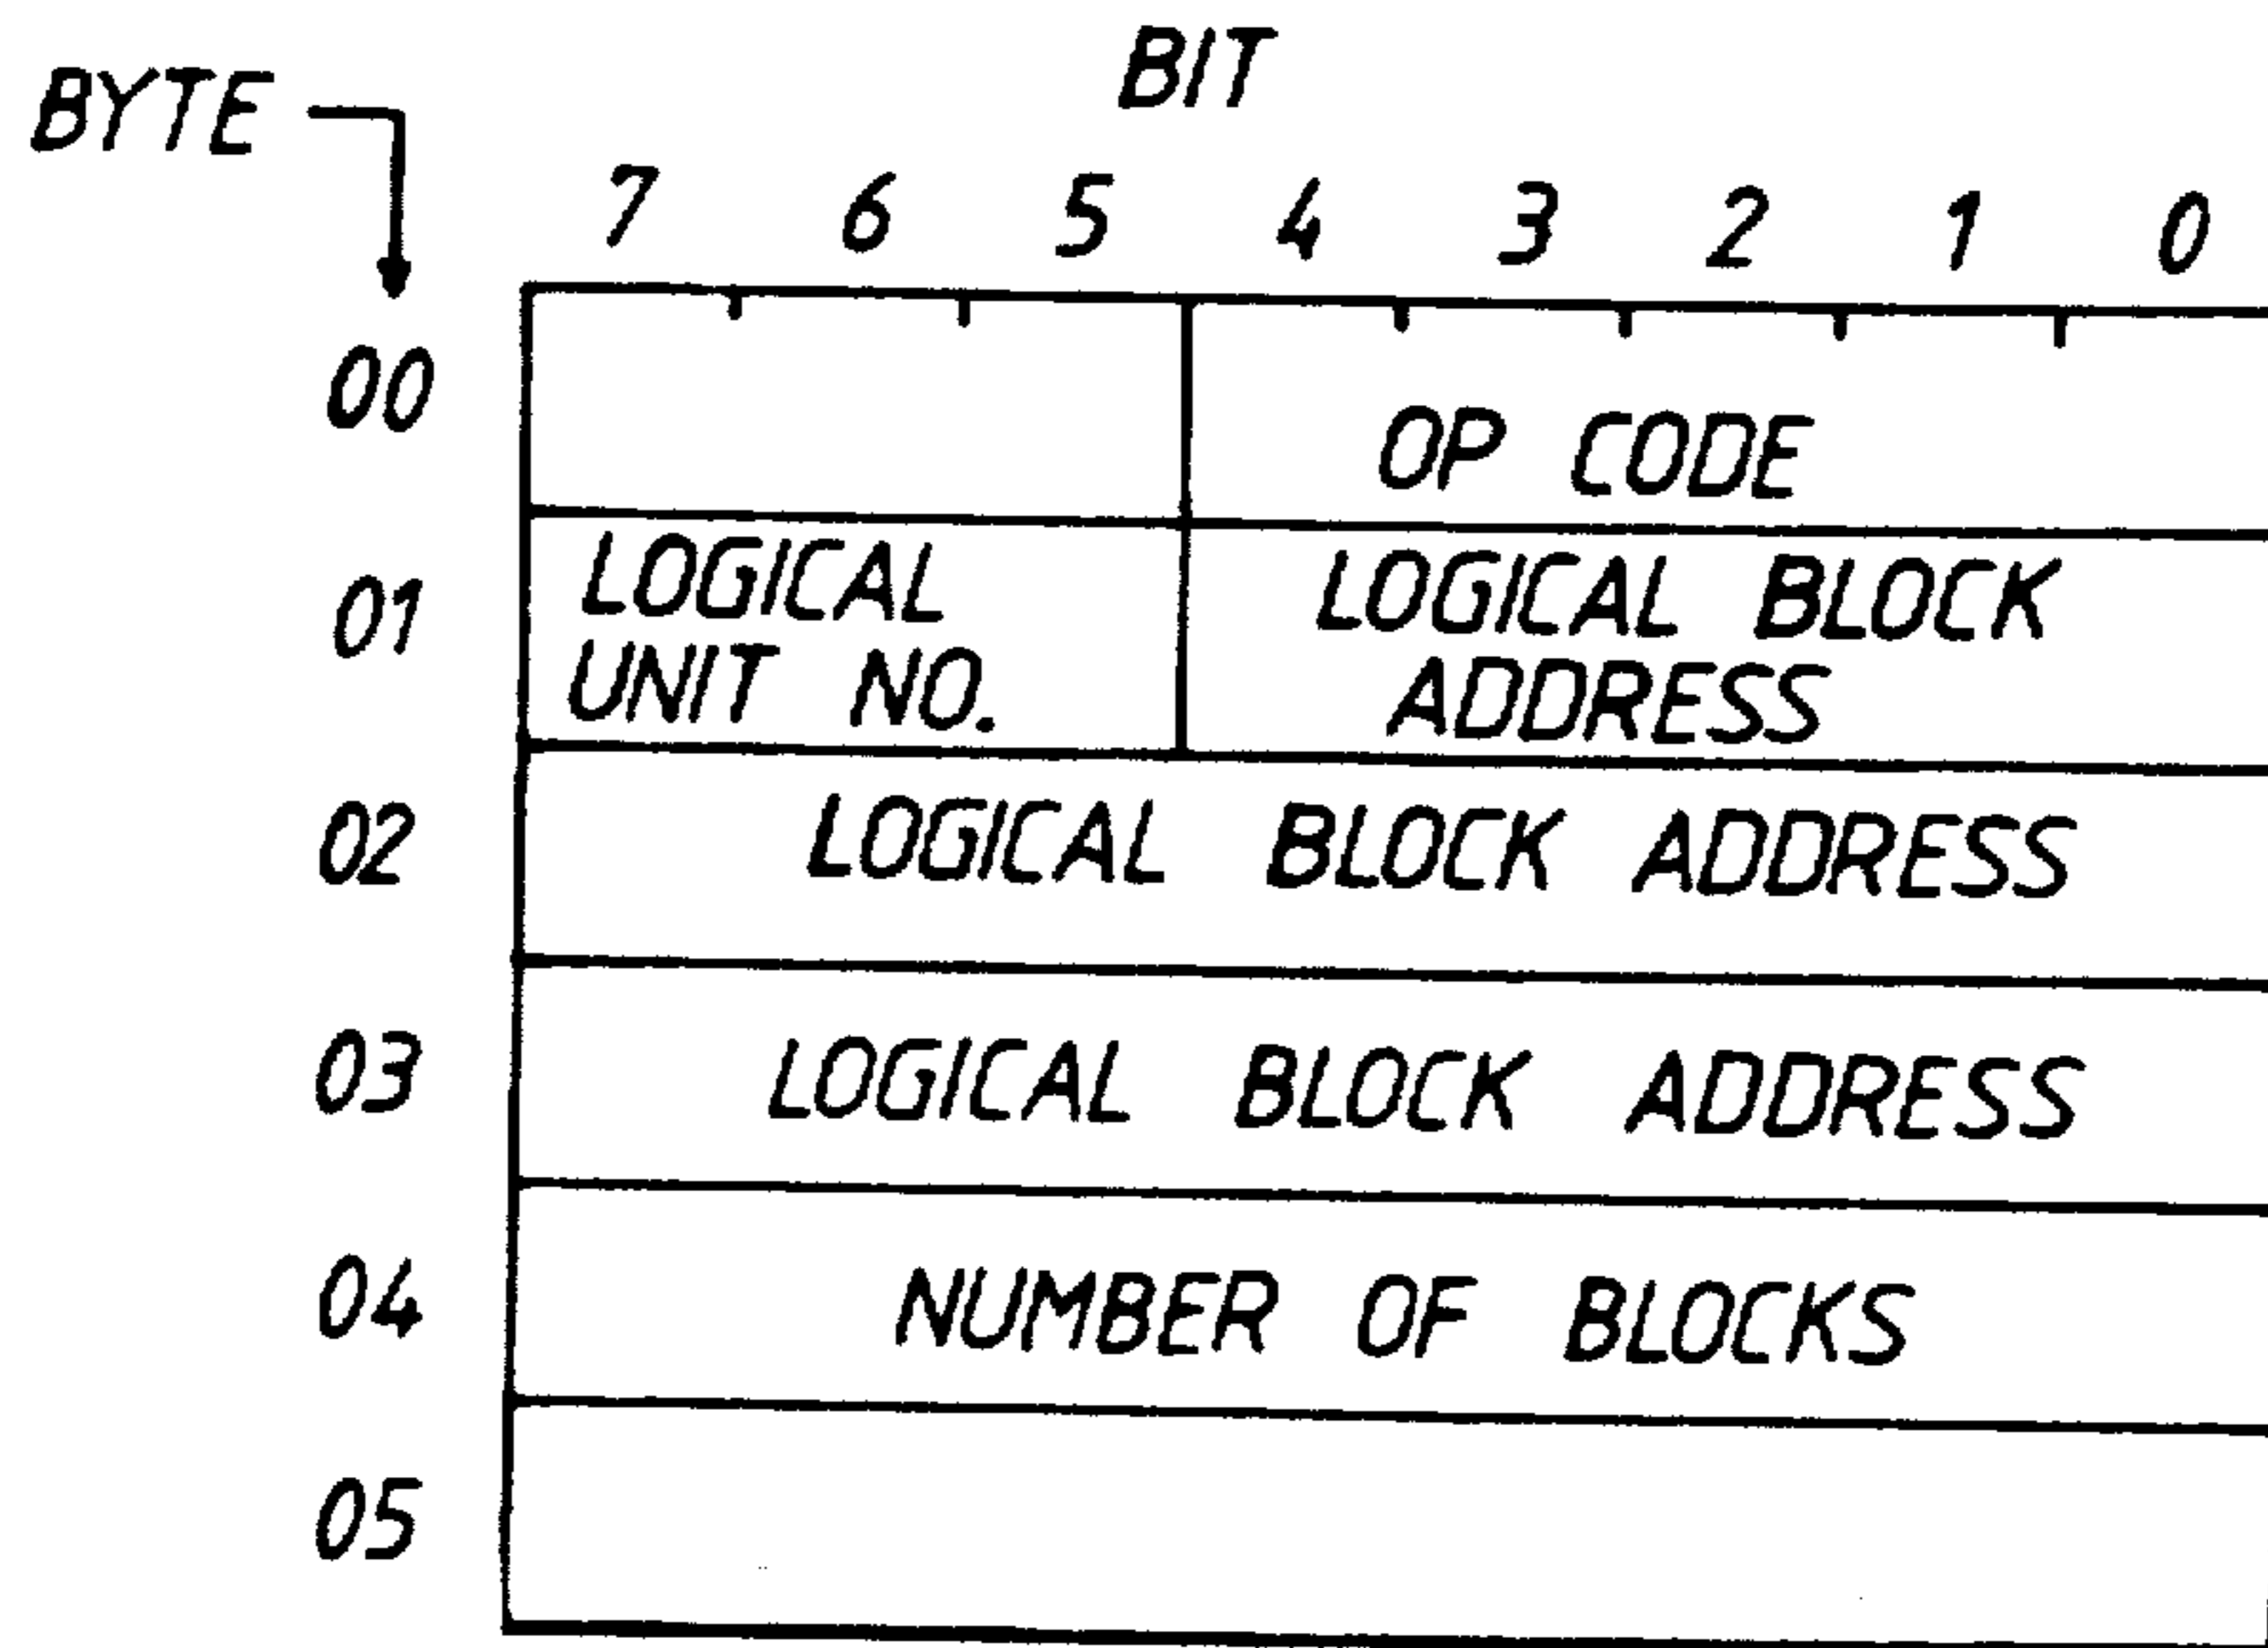 BIT
BYTE
7 6 5 4 3 2 1 0
00
OP CODE
01
LOGICAL
UNIT NO.
LOGICAL BLOCK
ADDRESS
02 LOGICAL BLOCK ADDRESS
03 LOGICAL BLOCK ADDRESS
04 NUMBER OF BLOCKS
05